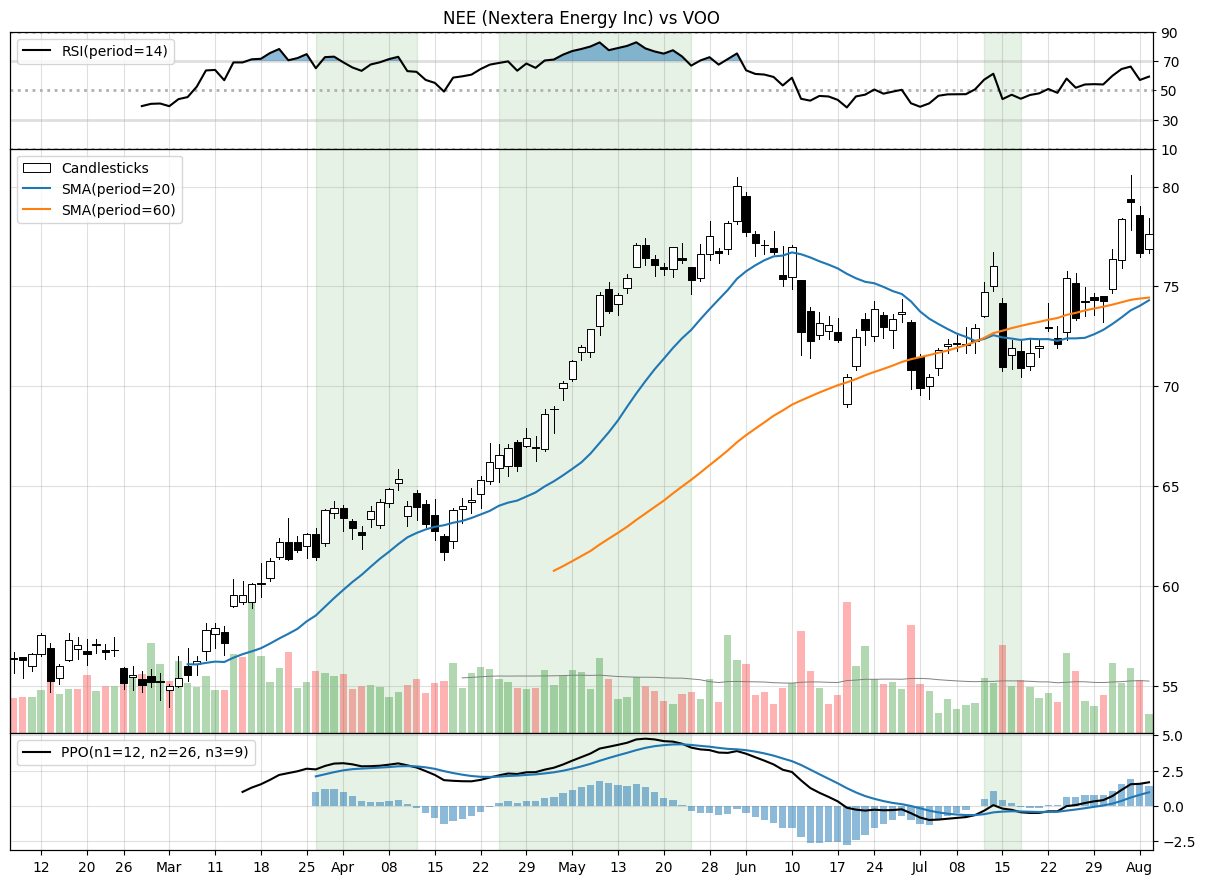 NEE (Nextera Energy Inc) vs VOO
RSI(period=14)
90
70
50
30
10
Candlesticks
SMA(period=20)
SMA(period=60)
80
75
70
65
60
55
PPO(n1=12, n2=26, n3=9)
5.0
2.5
0.0
−2.5
12 20 26 Mar 11 18 25 Apr 08 15 22 29 May 13 20 28 Jun 10 17 24 Jul 08 15 22 29 Aug